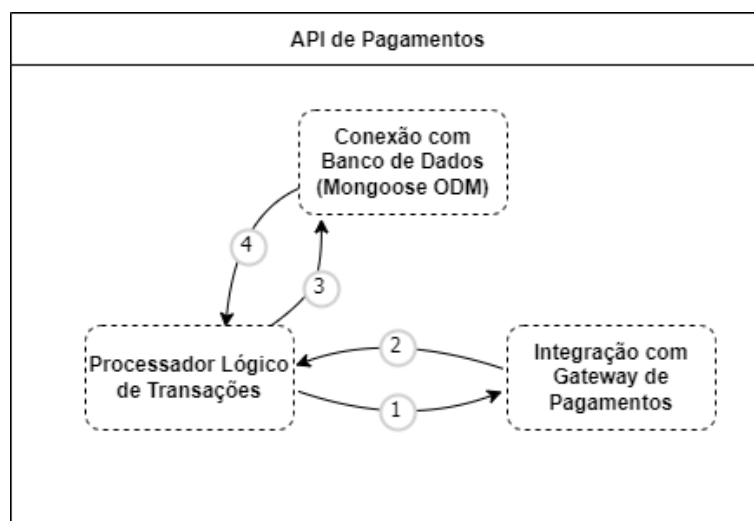 API de Pagamentos
Conexão com
Banco de Dados
(Mongoose ODM)
4
3
Processador Lógico
de Transações
2
1
Integração com
Gateway de
Pagamentos